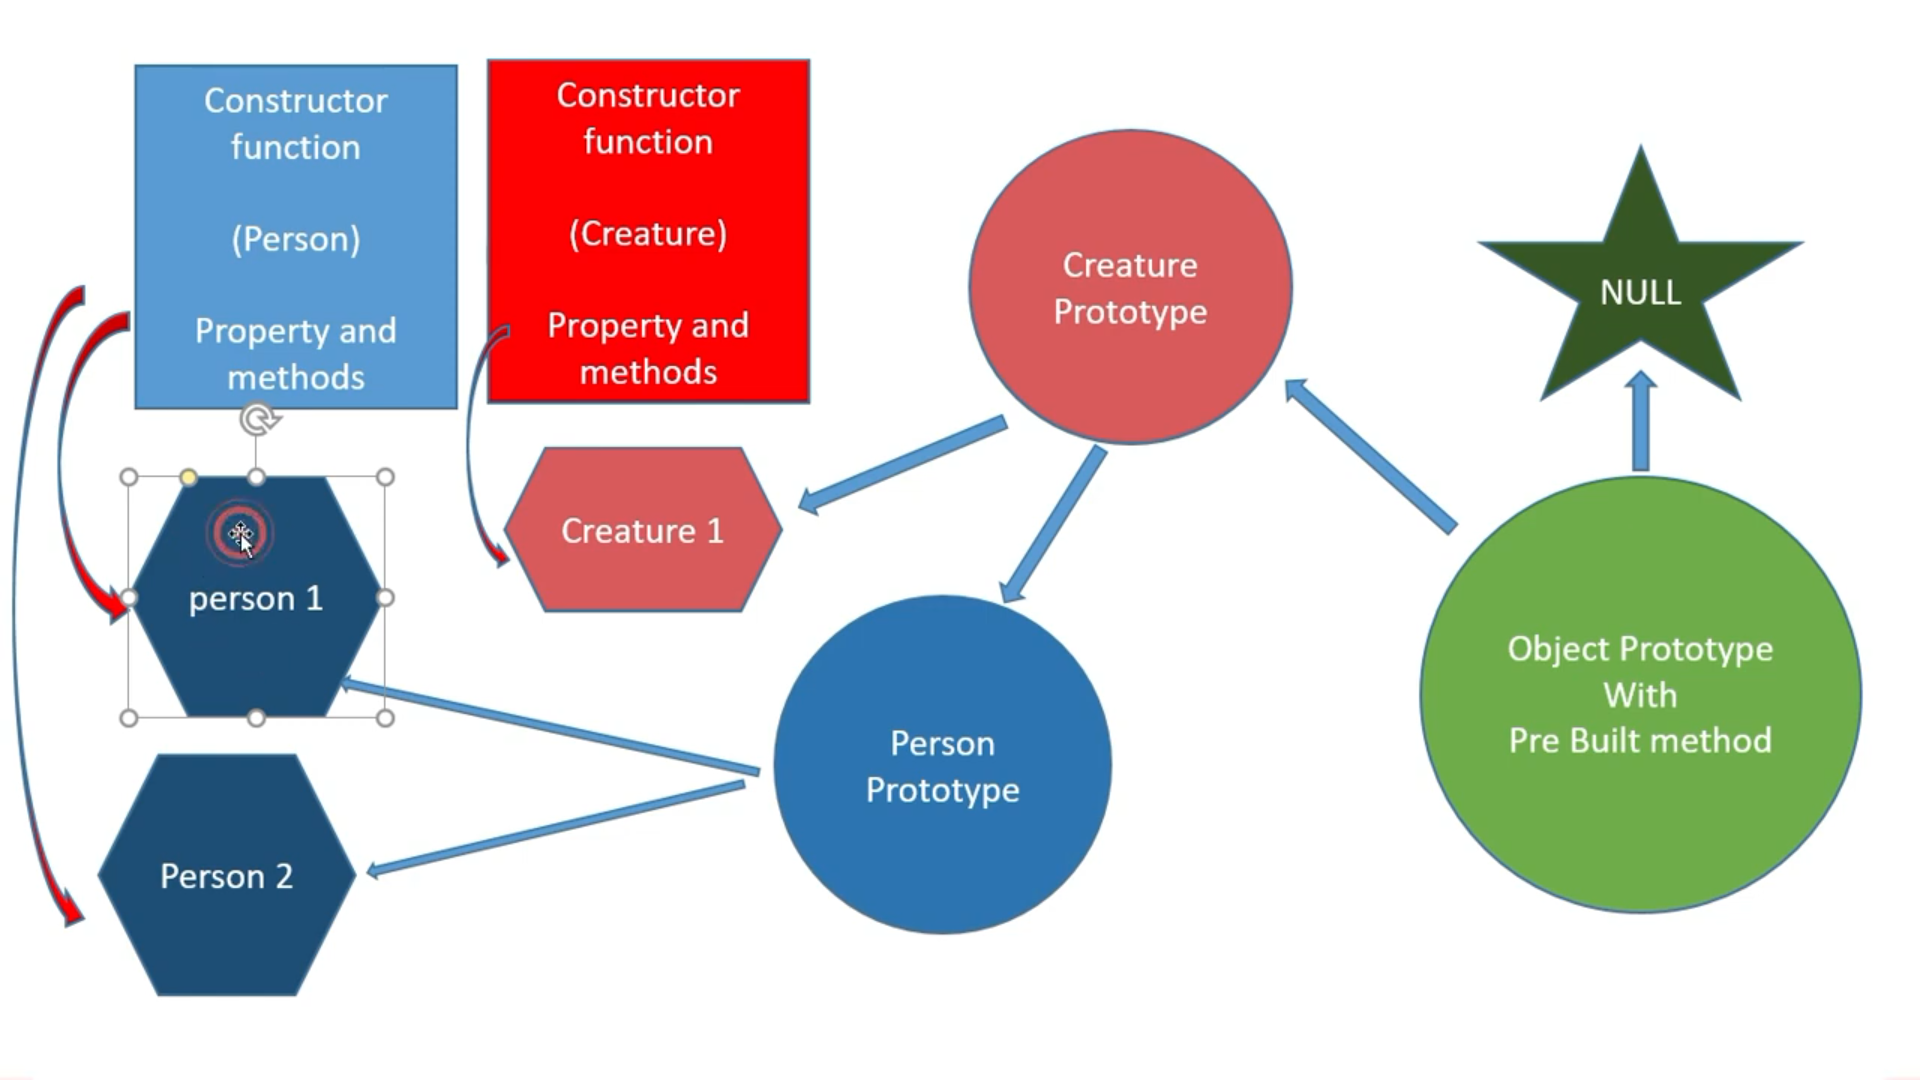 Constructor
function
(Person)
Property and
methods
Constructor
function
(Creature)
Property and
methods
Creature
Prototype
NULL
person 1
Creature 1
Person
Prototype
Object Prototype
With
Pre Built method
Person 2